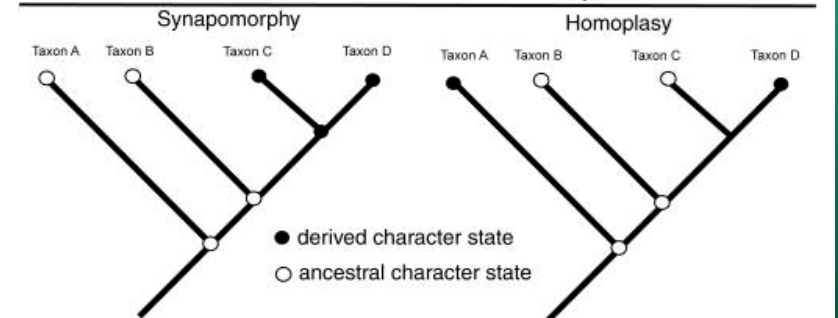 Synapomorphy
Homoplasy
Taxon A
Taxon B
Taxon C
Taxon D
Taxon A
Taxon B
Taxon C
Taxon D
derived character state
ancestral character state